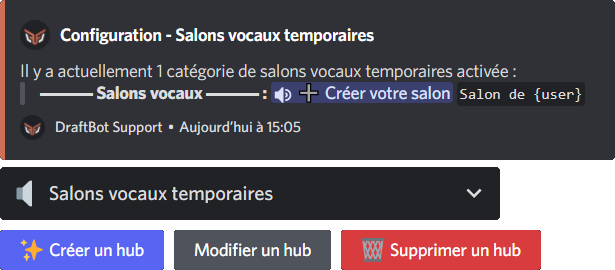 Configuration - Salons vocaux temporaires
Il y a actuellement 1 catégorie de salons vocaux temporaires activée :
———— Salons vocaux ———— : Créer votre salon Salon de {user}
DraftBot Support • Aujourd'hui à 15:05
Salons vocaux temporaires
Créer un hub Modifier un hub Supprimer un hub